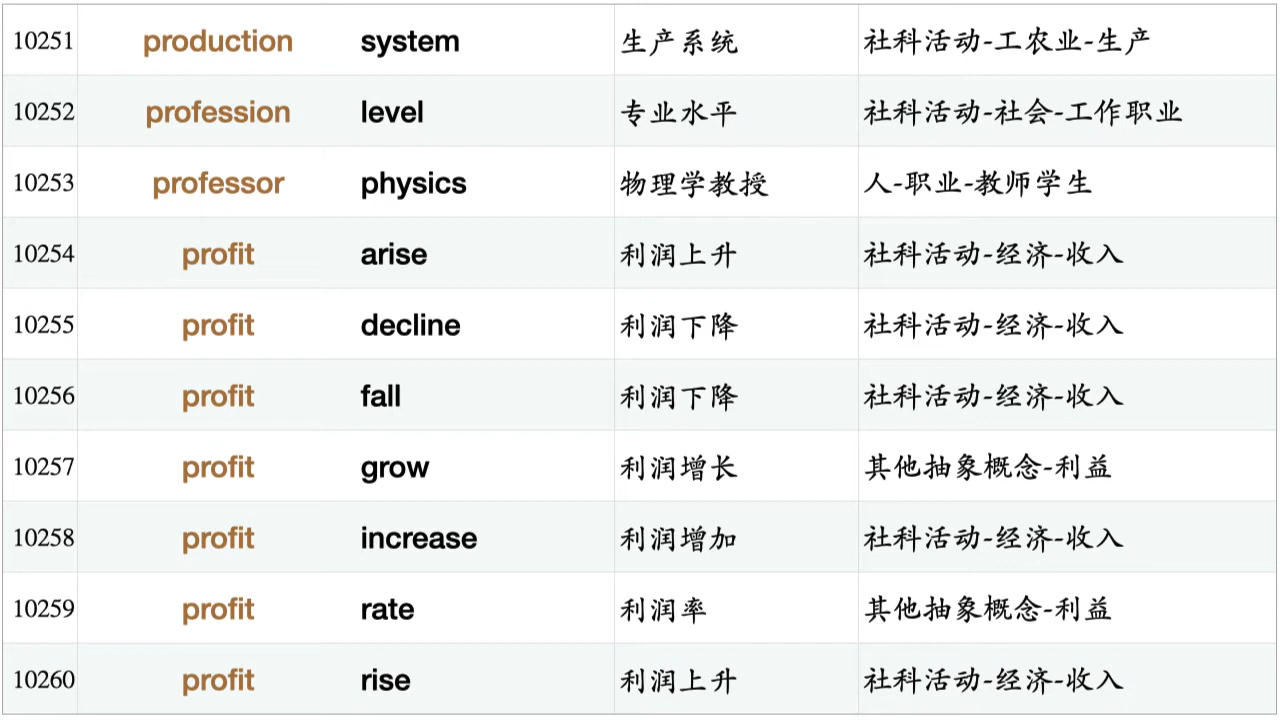 10251 production system 生产系统 社科活动-工农业-生产
10252 profession level 专业水平 社科活动-社会-工作职业
10253 professor physics 物理学教授 人-职业-教师学生
10254 profit arise 利润上升 社科活动-经济-收入
10255 profit decline 利润下降 社科活动-经济-收入
10256 profit fall 利润下降 社科活动-经济-收入
10257 profit grow 利润增长 其他抽象概念-利益
10258 profit increase 利润增加 社科活动-经济-收入
10259 profit rate 利润率 其他抽象概念-利益
10260 profit rise 利润上升 社科活动-经济-收入